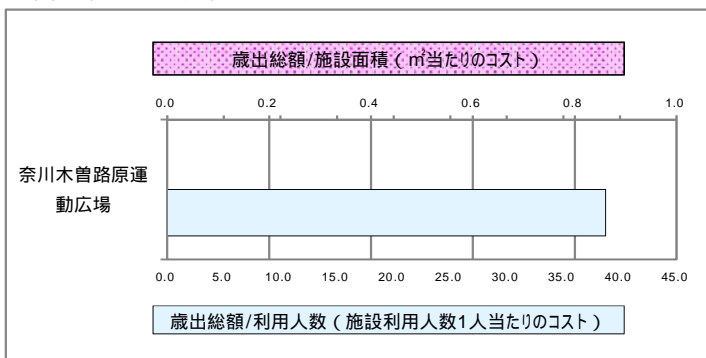 歳出総額/施設面積(㎡当たりのコスト)
0.0 0.2 0.4 0.6 0.8 1.0
奈川木曽路原運
動広場
0.0 5.0 10.0 15.0 20.0 25.0 30.0 35.0 40.0 45.0
歳出総額/利用人数(施設利用人数1人当たりのコスト)